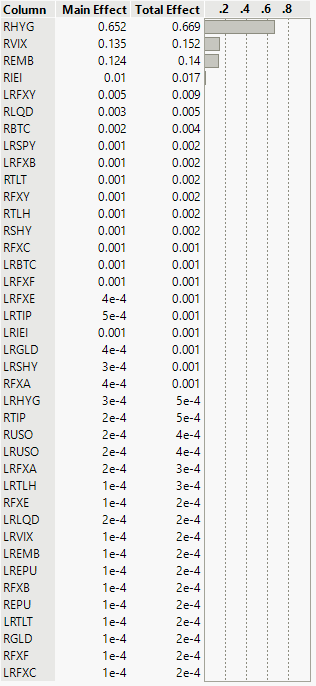 Column Main Effect Total Effect .2 .4 .6 .8
RHYG 0.652 0.669
RVIX 0.135 0.152
REMB 0.124 0.14
RIEI 0.01 0.017
LRFXY 0.005 0.009
RLQD 0.003 0.005
RBTC 0.002 0.004
LRSPY 0.001 0.002
LRFXB 0.001 0.002
RTLT 0.001 0.002
RFXY 0.001 0.002
RTLH 0.001 0.002
RSHY 0.001 0.002
RFXC 0.001 0.001
LRBTC 0.001 0.001
LRFXF 0.001 0.001
LRFXE 4e-4 0.001
LRTIP 5e-4 0.001
LRIEI 0.001 0.001
LRGLD 4e-4 0.001
LRSHY 3e-4 0.001
RFXA 4e-4 0.001
LRHYG 3e-4 5e-4
RTIP 2e-4 5e-4
RUSO 2e-4 4e-4
LRUSO 2e-4 4e-4
LRFXA 2e-4 3e-4
LRTLH 1e-4 3e-4
RFXE 1e-4 2e-4
LRLQD 2e-4 2e-4
LRVIX 1e-4 2e-4
LREMB 1e-4 2e-4
LREPU 1e-4 2e-4
RFXB 1e-4 2e-4
REPU 1e-4 2e-4
LRTLT 1e-4 2e-4
RGLD 1e-4 2e-4
RFXF 1e-4 2e-4
LRFXC 1e-4 2e-4